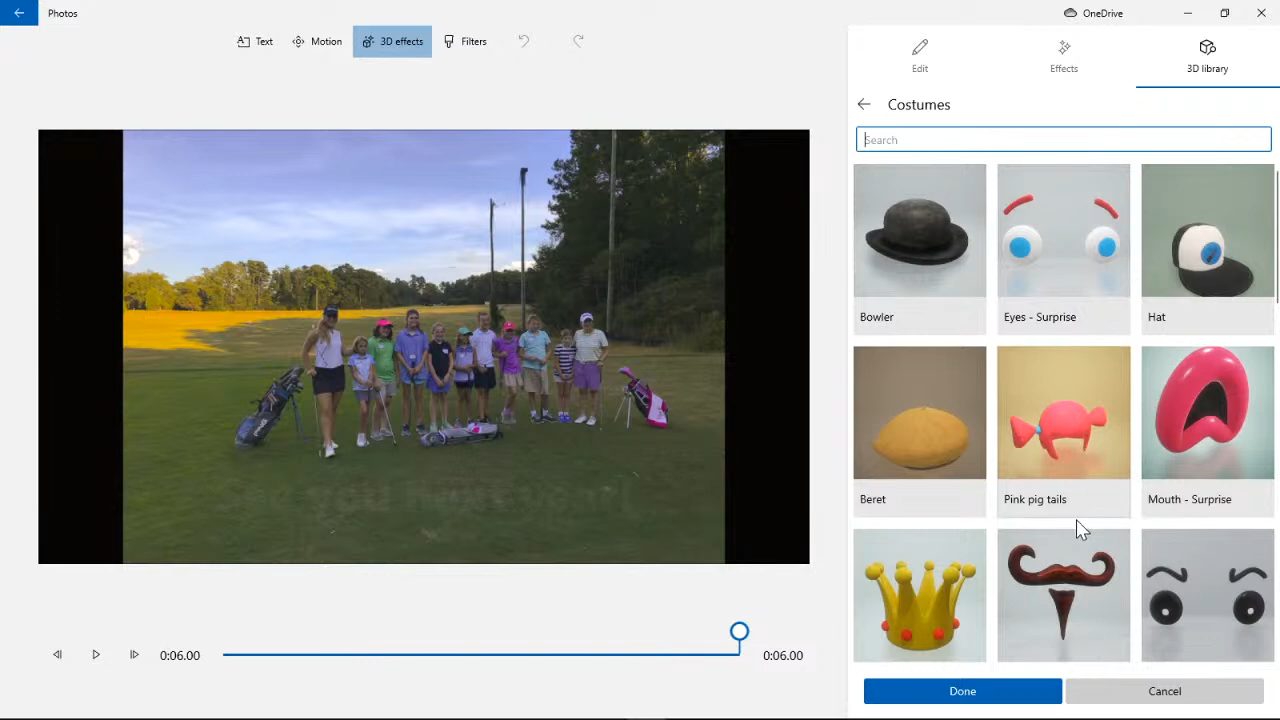 Photos
OneDrive
Text
Motion
3D effects
Filters
Edit
Effects
3D library
Costumes
Search
Bowler
Eyes - Surprise
Hat
Beret
Pink pig tails
Mouth - Surprise
0:06.00
0:06.00
Done
Cancel